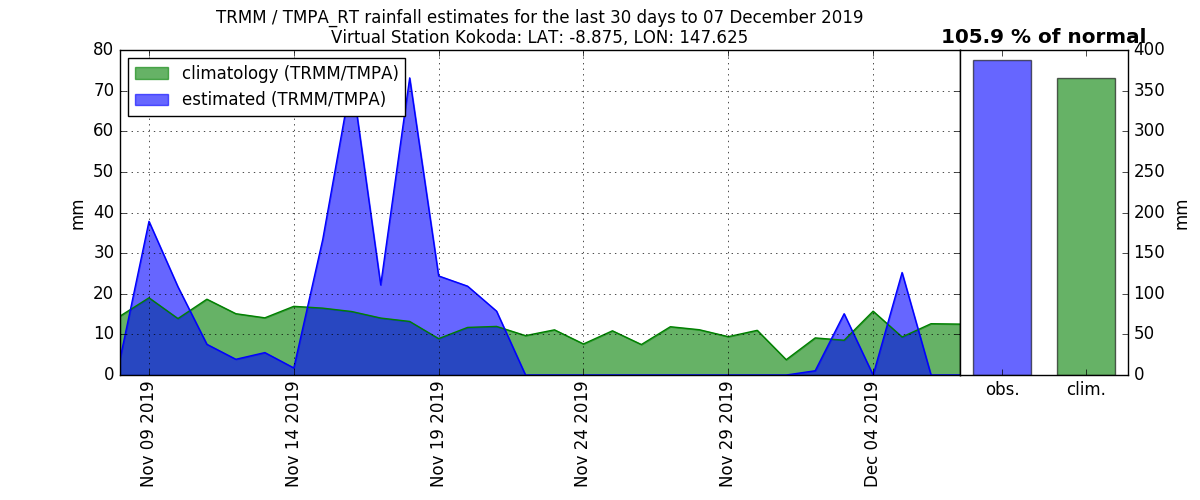 TRMM / TMPA_RT rainfall estimates for the last 30 days to 07 December 2019
Virtual Station Kokoda: LAT: -8.875, LON: 147.625
105.9 % of normal
climatology (TRMM/TMPA)
estimated (TRMM/TMPA)
80
70
60
50
40
30
20
10
0
mm
400
350
300
250
200
150
100
50
0
mm
Nov 09 2019
Nov 14 2019
Nov 19 2019
Nov 24 2019
Nov 29 2019
Dec 04 2019
obs.
clim.